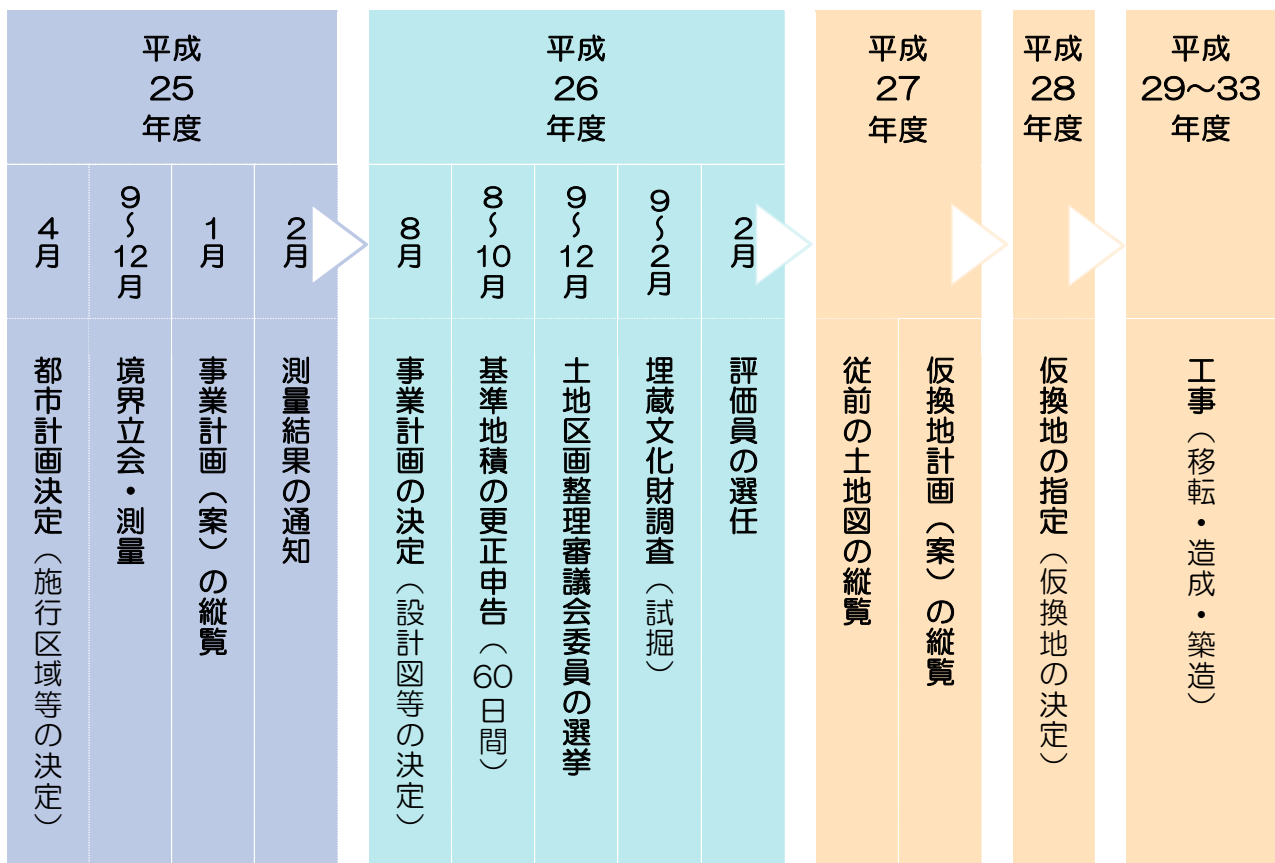 平成
25
年度
4月
都市計画決定（施行区域等の決定）
9～12月
境界立会・測量
1月
事業計画（案）の縦覧
2月
測量結果の通知
平成
26
年度
8月
事業計画の決定（設計図等の決定）
8～10月
基準地積の更正申告（60日間）
9～12月
土地区画整理審議会委員の選挙
9～2月
埋蔵文化財調査（試掘）
2月
評価員の選任
平成
27
年度
従前の土地図の縦覧
仮換地計画（案）の縦覧
平成
28
年度
仮換地の指定（仮換地の決定）
平成
29～33
年度
工事（移転・造成・築造）